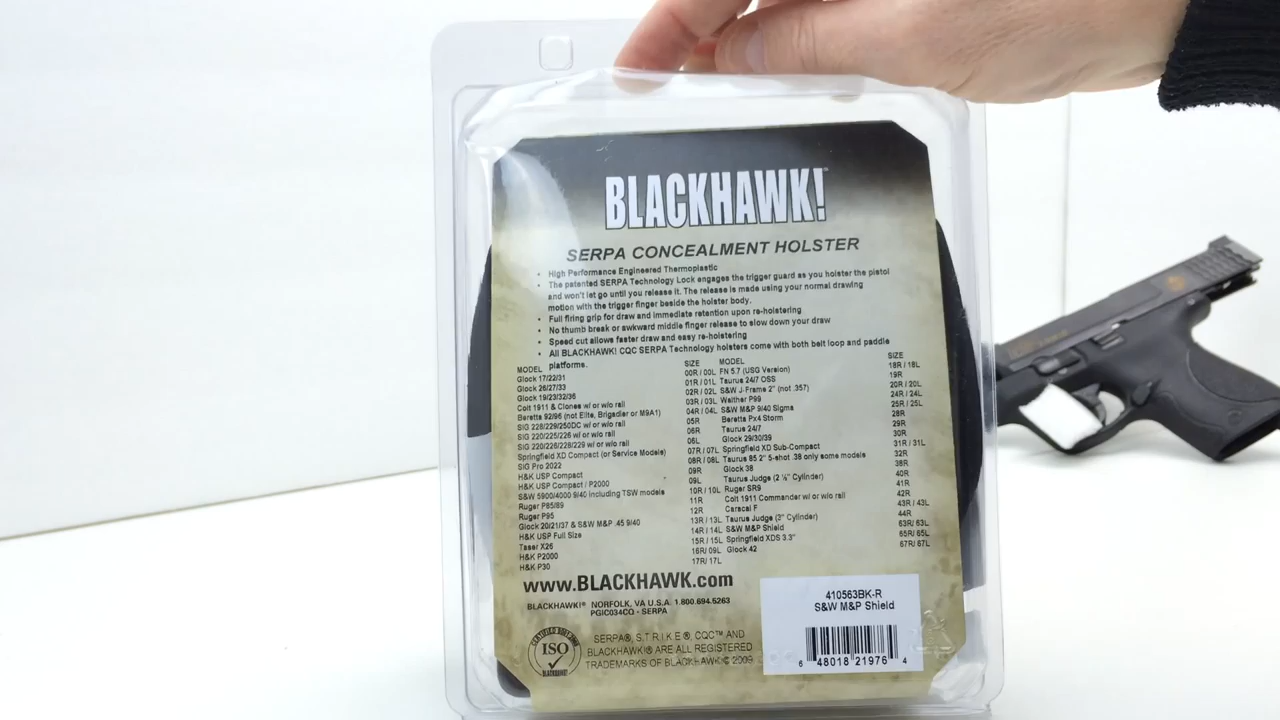 BLACKHAWK!
SERPA CONCEALMENT HOLSTER
• High Performance Engineered Thermoplastic
• The patented SERPA Technology Lock engages the trigger guard as you holster the pistol
and won't let go until you release it. The release is made using your normal drawing
motion with the trigger finger beside the holster body.
• Full firing grip for draw and immediate retention upon re-holstering
• No thumb break or awkward middle finger release to slow down your draw
• Speed cut allows faster draw and easy re-holstering
• All BLACKHAWK! CQC SERPA Technology holsters come with both belt loop and paddle
platforms.
MODEL SIZE
Glock 17/22/31 00R / 00L
Glock 26/27/33 01R / 01L
Glock 19/23/32/36 02R / 02L
Colt 1911 & Clones w/ or w/o rail 03R / 03L
Beretta 92/96 (not Elite, Brigadier or M9A1) 04R / 04L
SIG 228/229/250DC w/ or w/o rail 05R
SIG 220/225/226 w/ or w/o rail 06R
SIG 220/226/228/229 w/ or w/o rail 06L
Springfield XD Compact (or Service Models) 07R / 07L
SIG Pro 2022 08R / 08L
H&K USP Compact 09R
H&K USP Compact / P2000 09L
S&W 5900/4000 9/40 including TSW models 10R / 10L
Ruger P85/89 11R
Ruger P95 12R
Glock 20/21/37 & S&W M&P .45 9/40 13R / 13L
H&K USP Full Size 14R / 14L
Taser X26 15R / 15L
H&K P2000 16R/ 09L
H&K P30 17R/ 17L
MODEL SIZE
FN 5.7 (USG Version) 18R / 18L
Taurus 24/7 OSS 19R
S&W J-Frame 2" (not .357) 20R / 20L
Walther P99 24R / 24L
S&W M&P 9/40 Sigma 25R / 25L
Beretta Px4 Storm 28R
Taurus 24/7 29R
Glock 29/30/39 30R
Springfield XD Sub-Compact 31R / 31L
Taurus 85 2" 5-shot .38 only some models 32R
Glock 38 38R
Taurus Judge (2 ½" Cylinder) 40R
Ruger SR9 41R
Colt 1911 Commander w/ or w/o rail 42R
Caracal F 43R / 43L
Taurus Judge (3" Cylinder) 44R
S&W M&P Shield 63R/ 63L
Springfield XDS 3.3" 65R/ 65L
Glock 42 67R/ 67L
www.BLACKHAWK.com
BLACKHAWK!® NORFOLK, VA U.S.A. 1.800.694.5263
PGIC034CQ - SERPA
CERTIFIED
ISO
BLACKHAWK!
SERPA®, S.T.R.I.K.E.®, CQC™ AND
BLACKHAWK!® ARE ALL REGISTERED
TRADEMARKS OF BLACKHAWK!© 2009
410563BK-R
S&W M&P Shield
6 48018 21976 4